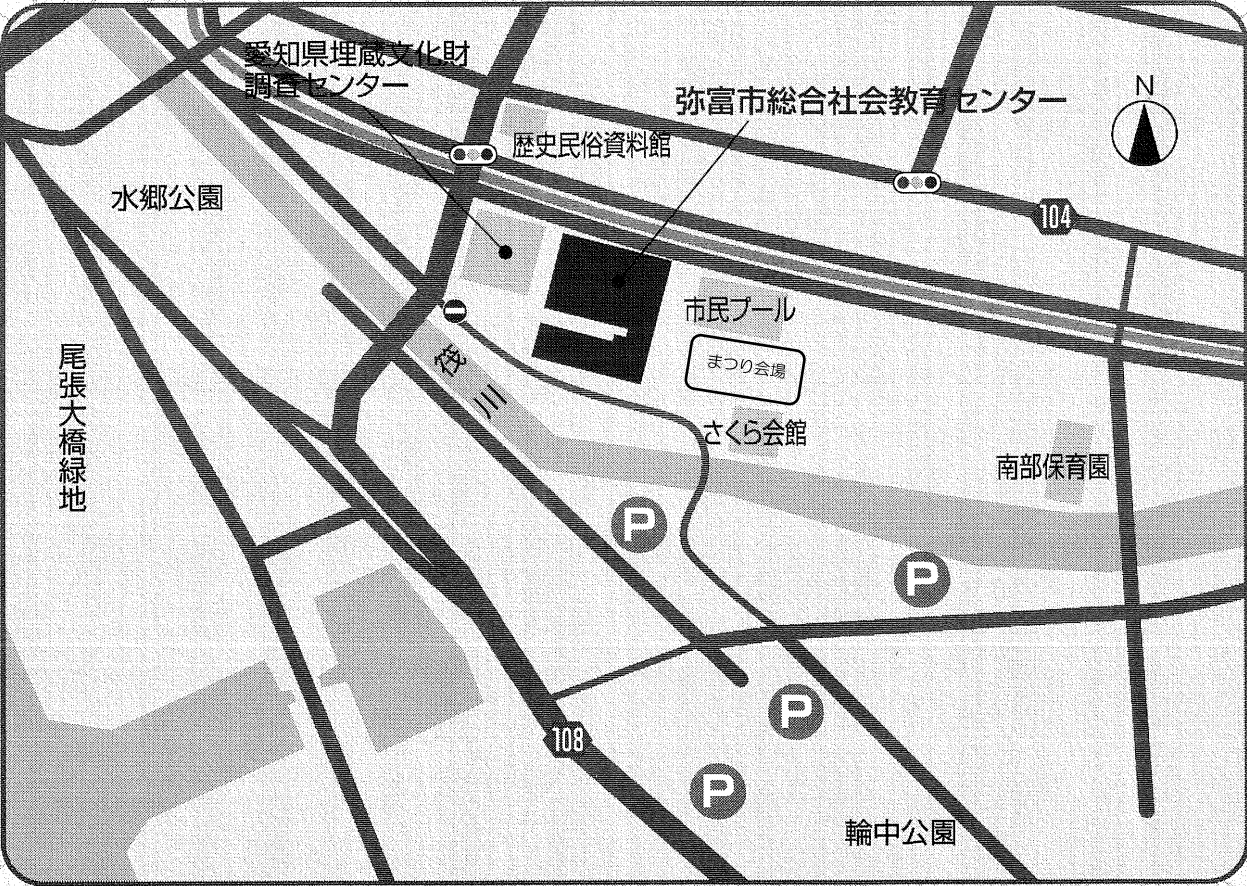 愛知県埋蔵文化財
調査センター
弥富市総合社会教育センター
N
歴史民俗資料館
水郷公園
104
市民プール
まつり会場
尾張大橋緑地
筏川
さくら会館
南部保育園
P
P
108
P
P
輪中公園